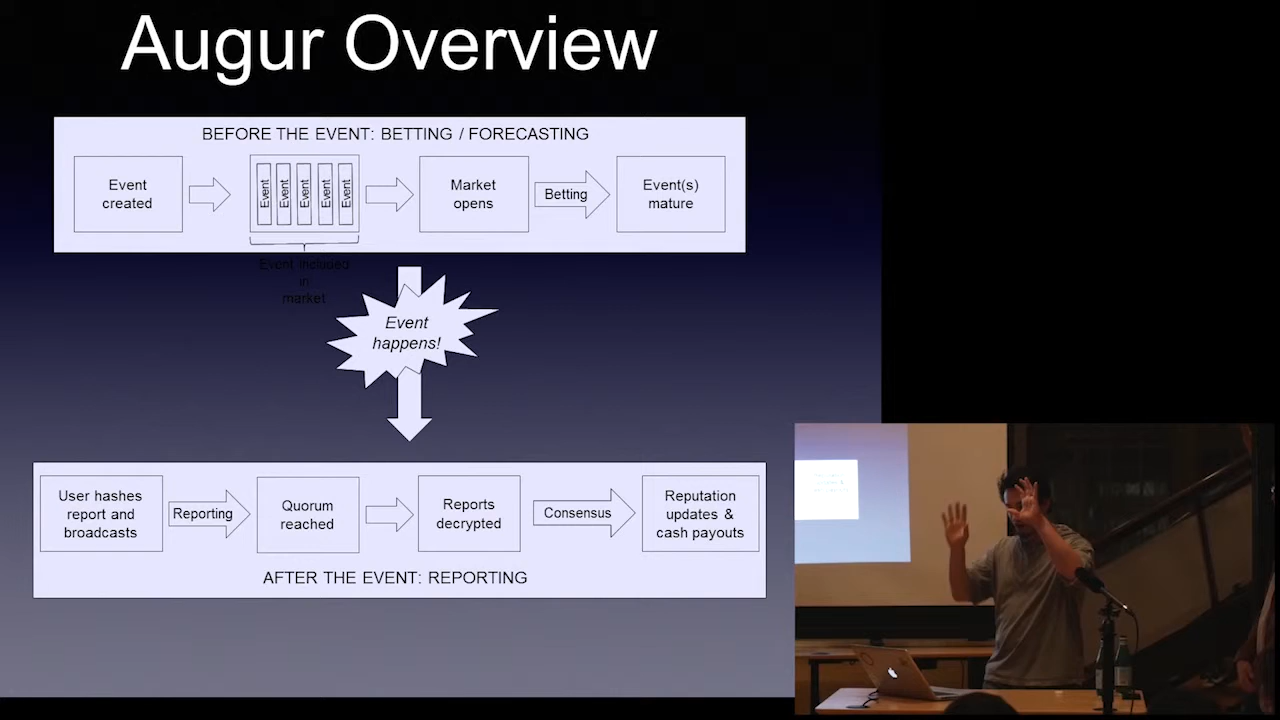 Augur Overview
BEFORE THE EVENT: BETTING / FORECASTING
Event
created
Event
Event
Event
Event
Event
Market
opens
Betting
Event(s)
mature
Event included
in
market
Event
happens!
User hashes
report and
broadcasts
Reporting
Quorum
reached
Reports
decrypted
Consensus
Reputation
updates &
cash payouts
AFTER THE EVENT: REPORTING